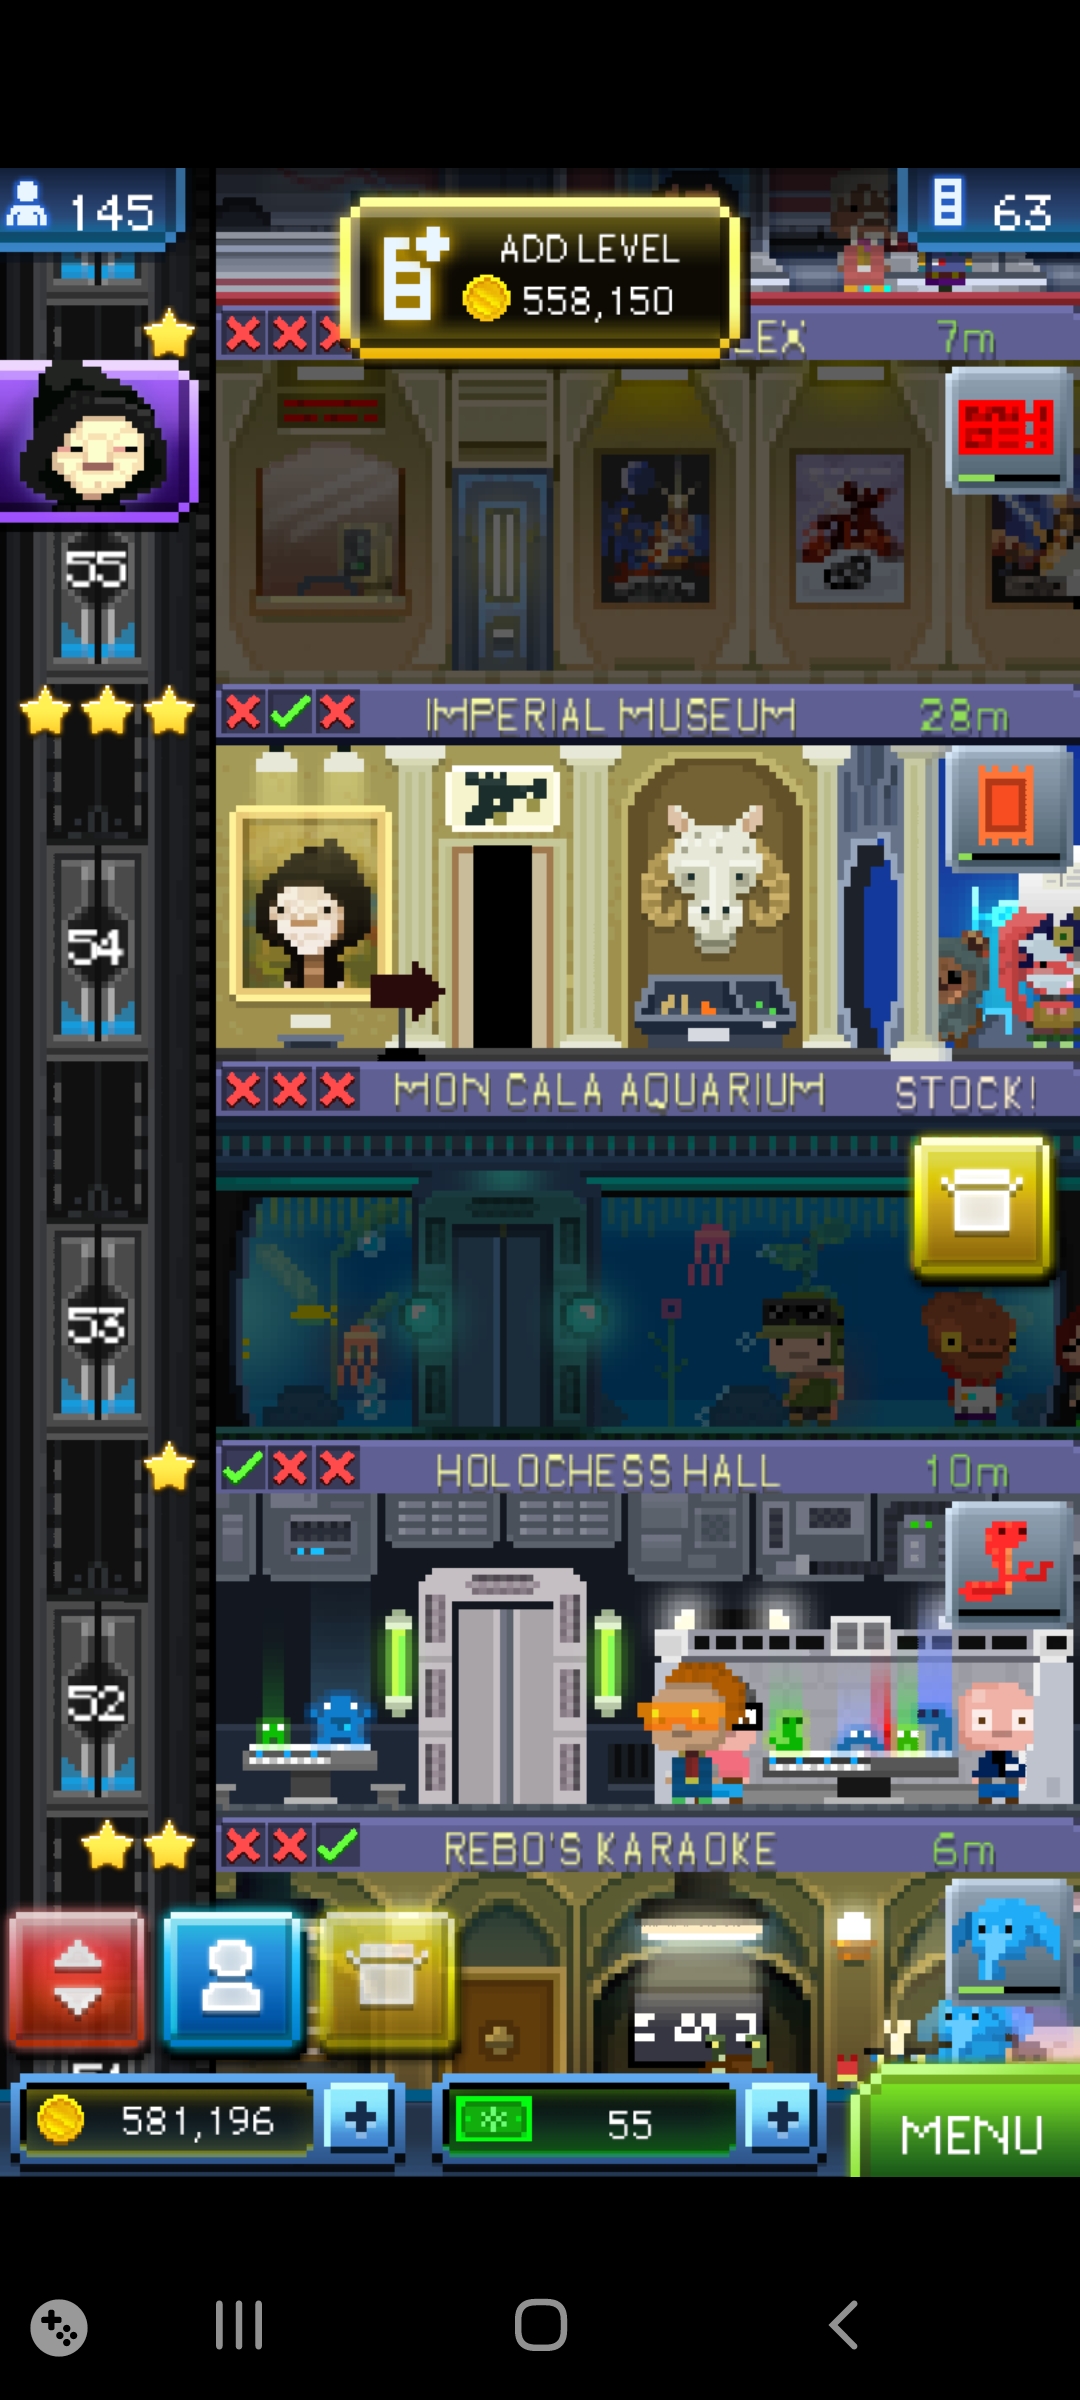 145
ADD LEVEL
558,150
63
LEX
7m
55
IMPERIAL MUSEUM
28m
54
MON CALA AQUARIUM
STOCK!
53
HOLOCHESS HALL
10m
52
REBO'S KARAOKE
6m
581,196
55
MENU